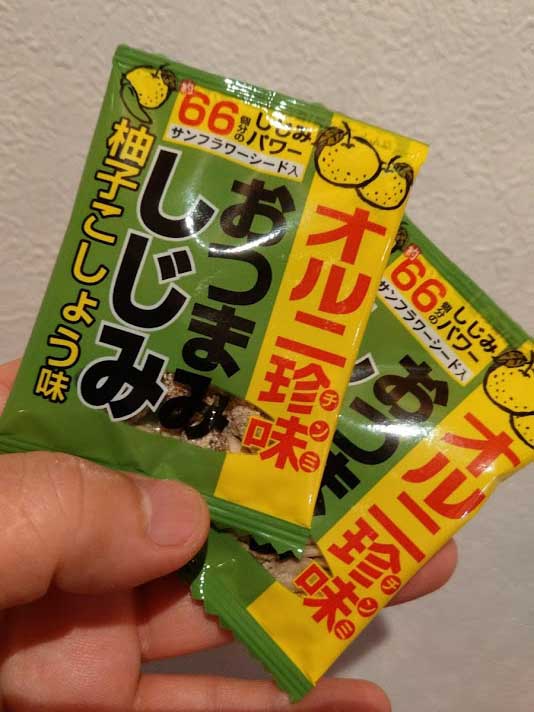 約66個分の
しじみパワー
サンフラワーシード入
オルニ珍味
チンミ
おつまみ
しじみ
柚子こしょう味
約66個分の
しじみパワー
サンフラワーシード入
オルニ珍味
チンミ
おつま